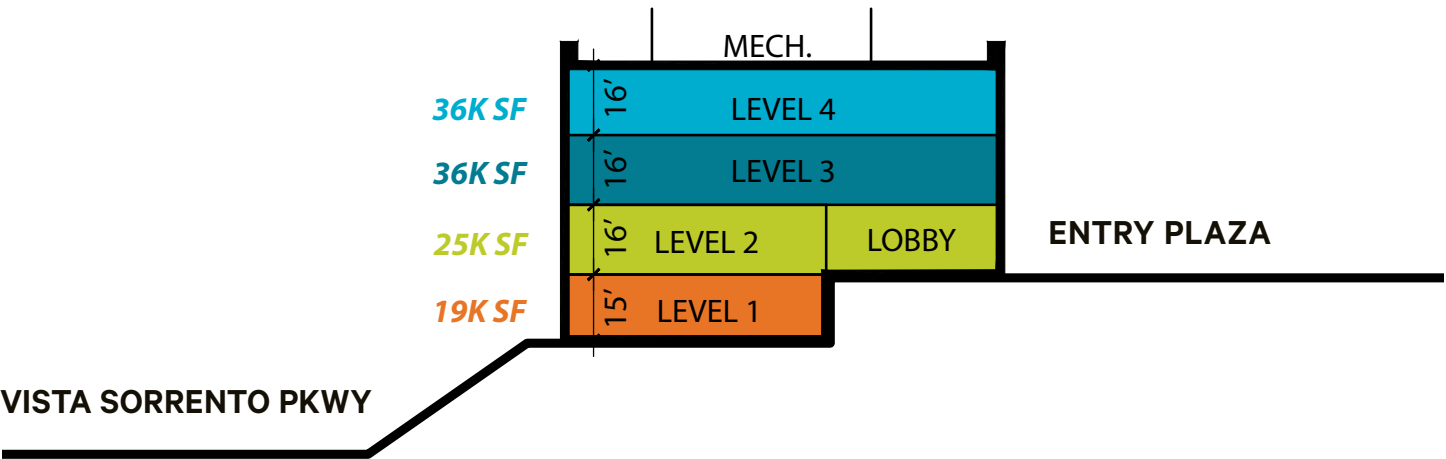 MECH.
36K SF 16′ LEVEL 4
36K SF 16′ LEVEL 3
25K SF 16′ LEVEL 2 LOBBY ENTRY PLAZA
19K SF 15′ LEVEL 1
VISTA SORRENTO PKWY